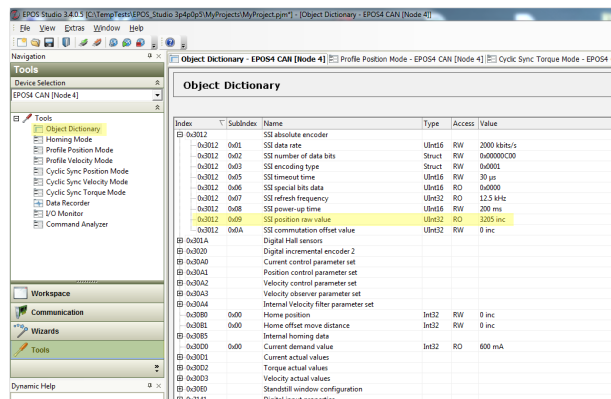 EPOS Studio 3.4.0.5 [C:\TempTests\EPOS_Studio 3p4p0p5\MyProjects\MyProject.pjm*] - [Object Dictionary - EPOS4 CAN [Node 4]]
File View Extras Window Help
Navigation
Tools
Device Selection
EPOS4 CAN [Node 4]
Tools
Object Dictionary
Homing Mode
Profile Position Mode
Profile Velocity Mode
Cyclic Sync Position Mode
Cyclic Sync Velocity Mode
Cyclic Sync Torque Mode
Data Recorder
I/O Monitor
Command Analyzer
Workspace
Communication
Wizards
Tools
Dynamic Help
Object Dictionary - EPOS4 CAN [Node 4] Profile Position Mode - EPOS4 CAN [Node 4] Cyclic Sync Torque Mode - EPOS4
Object Dictionary
Index SubIndex Name Type Access Value
0x3012 SSI absolute encoder
0x3012 0x01 SSI data rate UInt16 RW 2000 kbits/s
0x3012 0x02 SSI number of data bits Struct RW 0x00000C00
0x3012 0x03 SSI encoding type Struct RW 0x0001
0x3012 0x05 SSI timeout time UInt16 RW 30 µs
0x3012 0x06 SSI special bits data UInt16 RO 0x0000
0x3012 0x07 SSI refresh frequency UInt32 RO 12.5 kHz
0x3012 0x08 SSI power-up time UInt16 RW 200 ms
0x3012 0x09 SSI position raw value UInt32 RO 3205 inc
0x3012 0x0A SSI commutation offset value UInt32 RW 0 inc
0x301A Digital Hall sensors
0x3020 Digital incremental encoder 2
0x30A0 Current control parameter set
0x30A1 Position control parameter set
0x30A2 Velocity control parameter set
0x30A3 Velocity observer parameter set
0x30A4 Internal Velocity filter parameter set
0x30B0 0x00 Home position Int32 RW 0 inc
0x30B1 0x00 Home offset move distance Int32 RW 0 inc
0x30B5 Internal homing data
0x30D0 0x00 Current demand value Int32 RO 600 mA
0x30D1 Current actual values
0x30D2 Torque actual values
0x30D3 Velocity actual values
0x30E0 Standstill window configuration
0x3141 Digital input properties